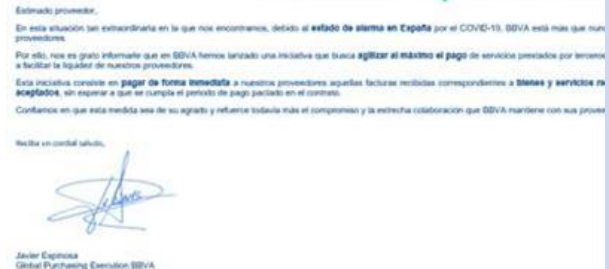 Estimado proveedor,
En esta situación tan extraordinaria en la que nos encontramos, debido al estado de alarma en España por el COVID-19, BBVA está más que nun
proveedores.
Por ello, nos es grato informarle que en BBVA hemos lanzado una iniciativa que busca agilizar al máximo el pago de servicios prestados por terceros
a facilitar la liquidez de nuestros proveedores.
Esta iniciativa consiste en pagar de forma inmediata a nuestros proveedores aquellas facturas recibidas correspondientes a bienes y servicios re
aceptados, sin esperar a que se cumpla el periodo de pago pactado en el contrato.
Confiamos en que esta medida sea de su agrado y refuerce todavía más el compromiso y la estrecha colaboración que BBVA mantiene con sus provee
Reciba un cordial saludo,
Javier Espinosa
Global Purchasing Execution BBVA